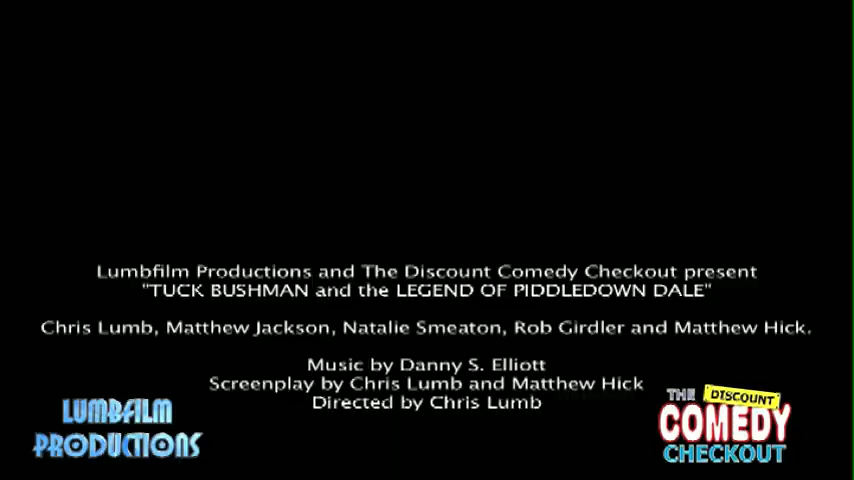 Lumbfilm Productions and The Discount Comedy Checkout present
"TUCK BUSHMAN and the LEGEND OF PIDDLEDOWN DALE"
Chris Lumb, Matthew Jackson, Natalie Smeaton, Rob Girdler and Matthew Hick.
Music by Danny S. Elliott
Screenplay by Chris Lumb and Matthew Hick
Directed by Chris Lumb
LUMBFILM
PRODUCTIONS
THE DISCOUNT
COMEDY
CHECKOUT